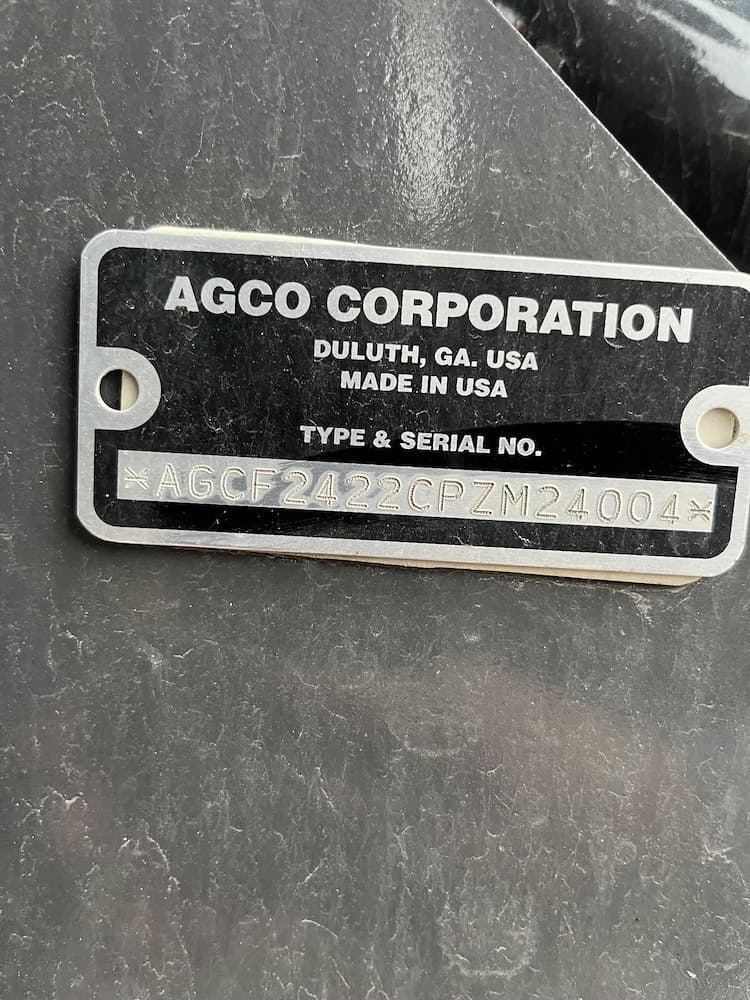 AGCO CORPORATION
DULUTH, GA. USA
MADE IN USA
TYPE & SERIAL NO.
*AGCF2422CPZM24004*